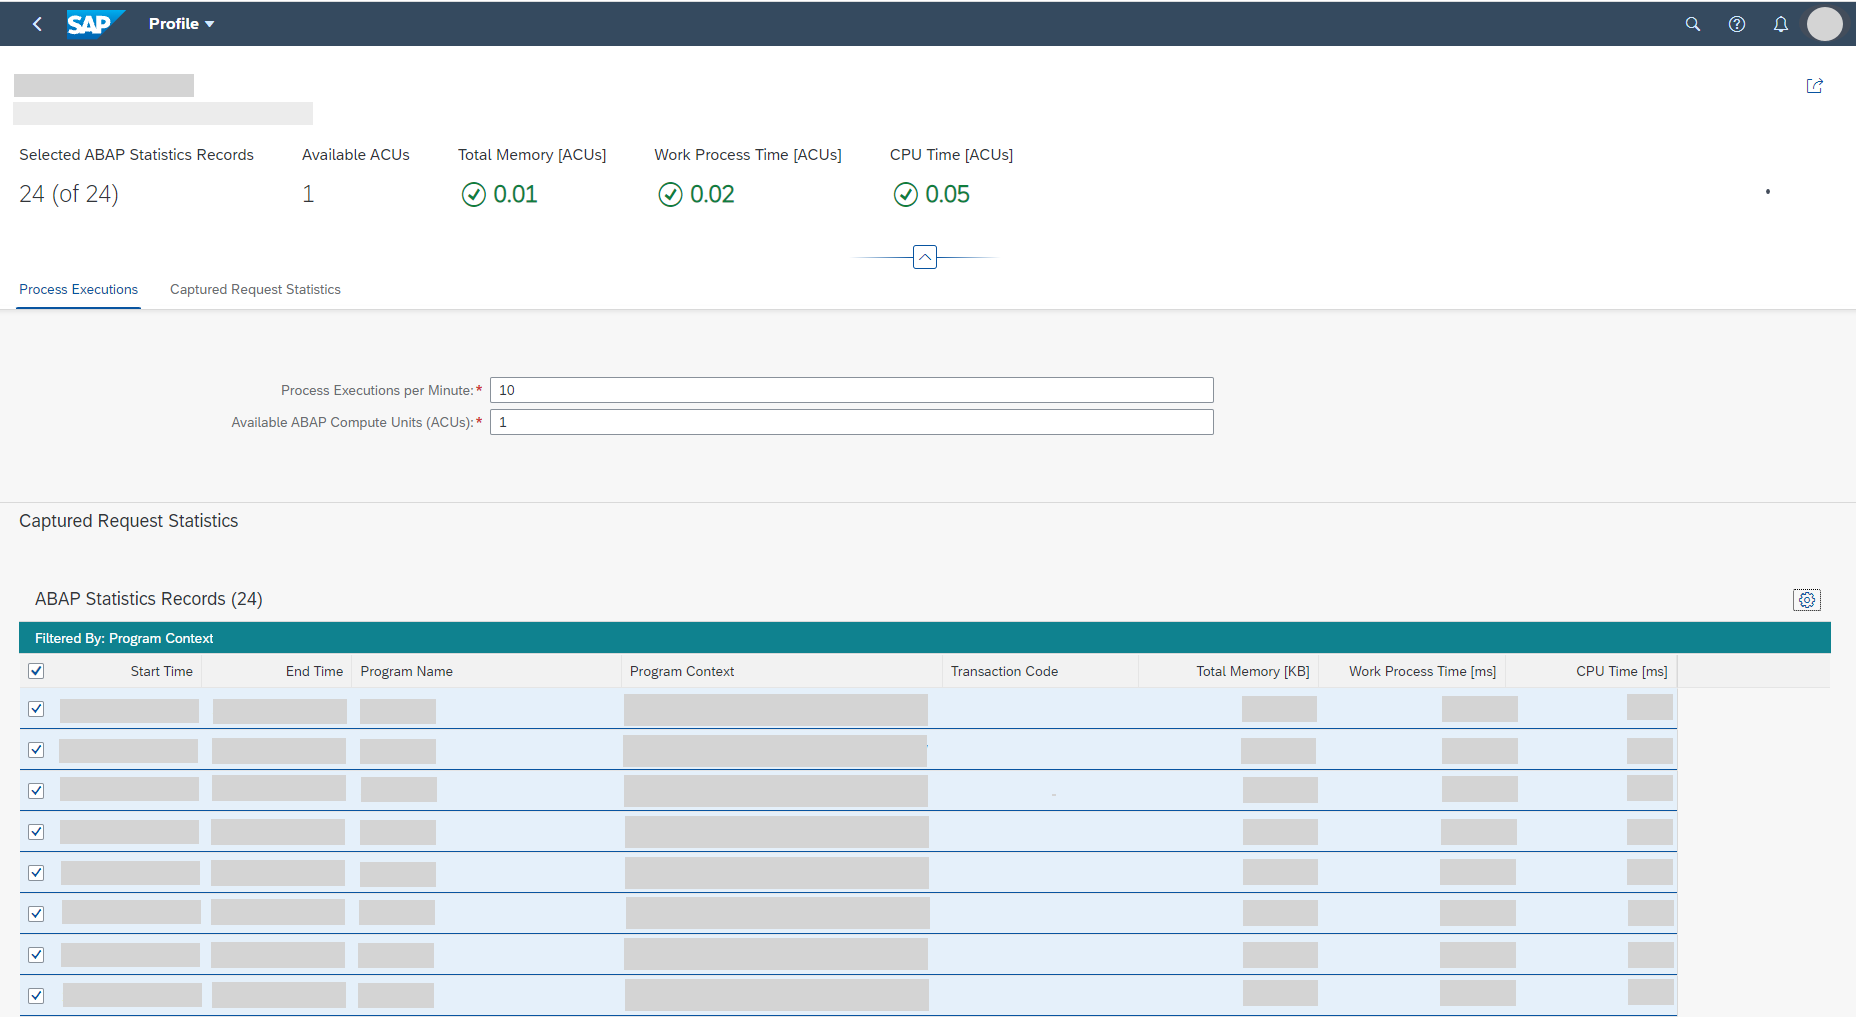 SAP Profile
Selected ABAP Statistics Records Available ACUs Total Memory [ACUs] Work Process Time [ACUs] CPU Time [ACUs]
24 (of 24) 1 0.01 0.02 0.05
Process Executions Captured Request Statistics
Process Executions per Minute:* 10
Available ABAP Compute Units (ACUs):* 1
Captured Request Statistics
ABAP Statistics Records (24)
Filtered By: Program Context
Start Time End Time Program Name Program Context Transaction Code Total Memory [KB] Work Process Time [ms] CPU Time [ms]